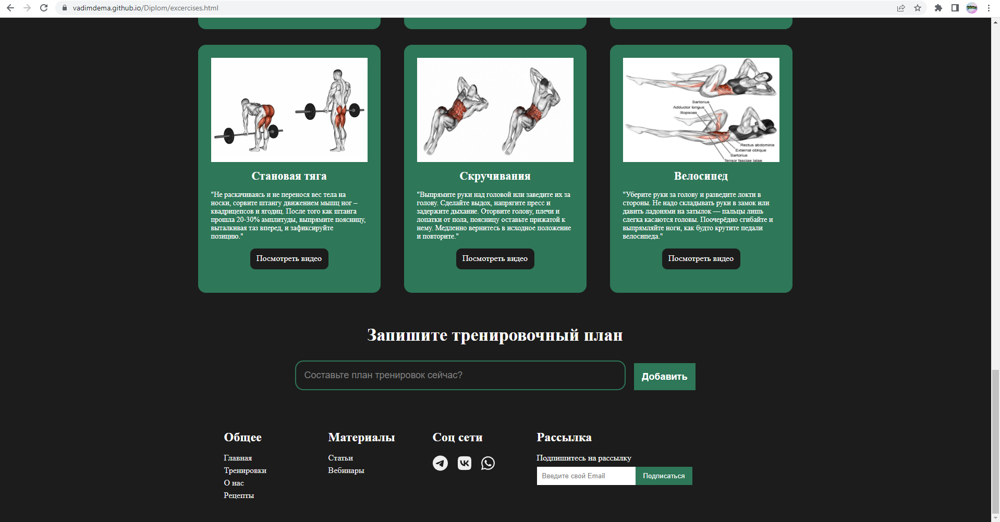 vadimdema.github.io/Diplom/excercises.html
Sartorius
Adductor longus
Iliopsoas
Rectus abdominis
External oblique
Sartorius
Tensor fasciae latae
Становая тяга
"Не раскачиваясь и не перенося вес тела на
носки, сорвите штангу движением мышц ног –
квадрицепсов и ягодиц. После того как штанга
прошла 20-30% амплитуды, выпрямите поясницу,
выталкивая таз вперед, и зафиксируйте
позицию."
Посмотреть видео
Скручивания
"Выпрямите руки над головой или заведите их за
голову. Сделайте выдох, напрягите пресс и
задержите дыхание. Оторвите голову, плечи и
лопатки от пола, поясницу оставьте прижатой к
нему. Медленно вернитесь в исходное положение
и повторите."
Посмотреть видео
Велосипед
"Уберите руки за голову и разведите локти в
стороны. Не надо складывать руки в замок или
давить ладонями на затылок — пальцы лишь
слегка касаются головы. Поочерёдно сгибайте и
выпрямляйте ноги, как будто крутите педали
велосипеда."
Посмотреть видео
Запишите тренировочный план
Составьте план тренировок сейчас?
Добавить
Общее
Главная
Тренировки
О нас
Рецепты
Материалы
Статьи
Вебинары
Соц сети
Рассылка
Подпишитесь на рассылку
Введите свой Email
Подписаться